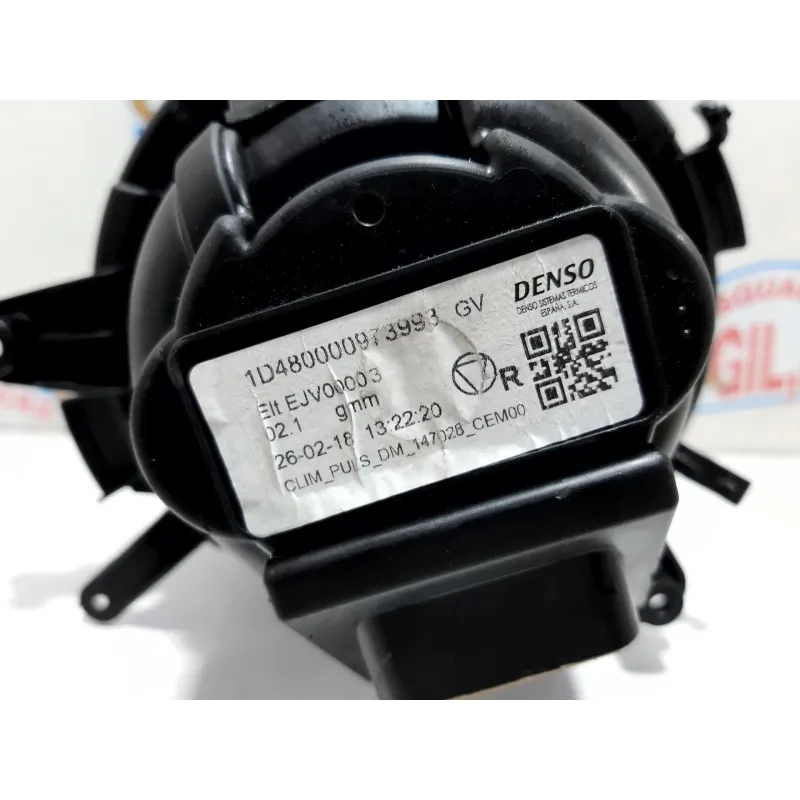 DENSO
DENSO SISTEMAS TERMICOS
ESPAÑA, S.A.
1D480000973993 GV
Elt EJV00003
02.1 gmm
26-02-18 13:22:20
R
CLIM_PULS_DM_147028_CEM00
GIL,